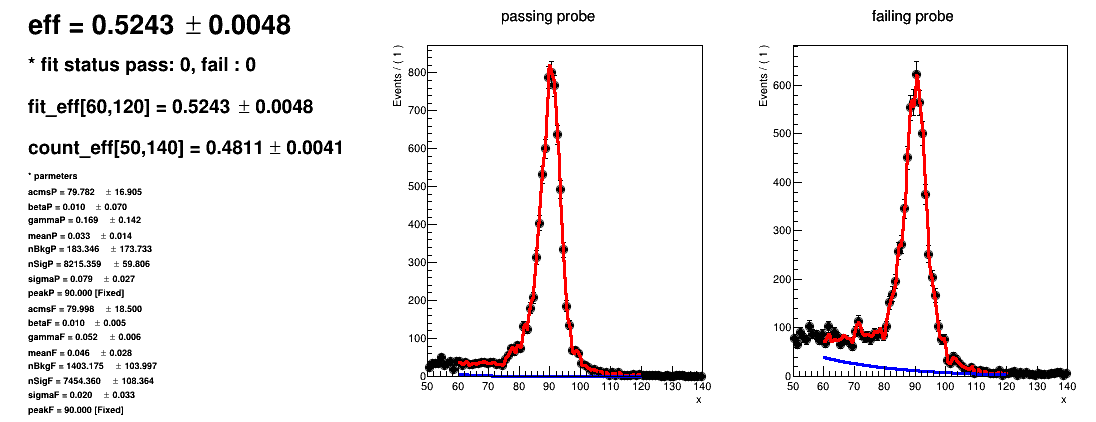 eff = 0.5243 ± 0.0048
* fit status pass: 0, fail : 0
fit_eff[60,120] = 0.5243 ± 0.0048
count_eff[50,140] = 0.4811 ± 0.0041
* parmeters
acmsP = 79.782 ± 16.905
betaP = 0.010 ± 0.070
gammaP = 0.169 ± 0.142
meanP = 0.033 ± 0.014
nBkgP = 183.346 ± 173.733
nSigP = 8215.359 ± 59.806
sigmaP = 0.079 ± 0.027
peakP = 90.000 [Fixed]
acmsF = 79.998 ± 18.500
betaF = 0.010 ± 0.005
gammaF = 0.052 ± 0.006
meanF = 0.046 ± 0.028
nBkgF = 1403.175 ± 103.997
nSigF = 7454.360 ± 108.364
sigmaF = 0.020 ± 0.033
peakF = 90.000 [Fixed]
passing probe
Events / ( 1 )
800
700
600
500
400
300
200
100
0
50 60 70 80 90 100 110 120 130 140
x
failing probe
Events / ( 1 )
600
500
400
300
200
100
0
50 60 70 80 90 100 110 120 130 140
x